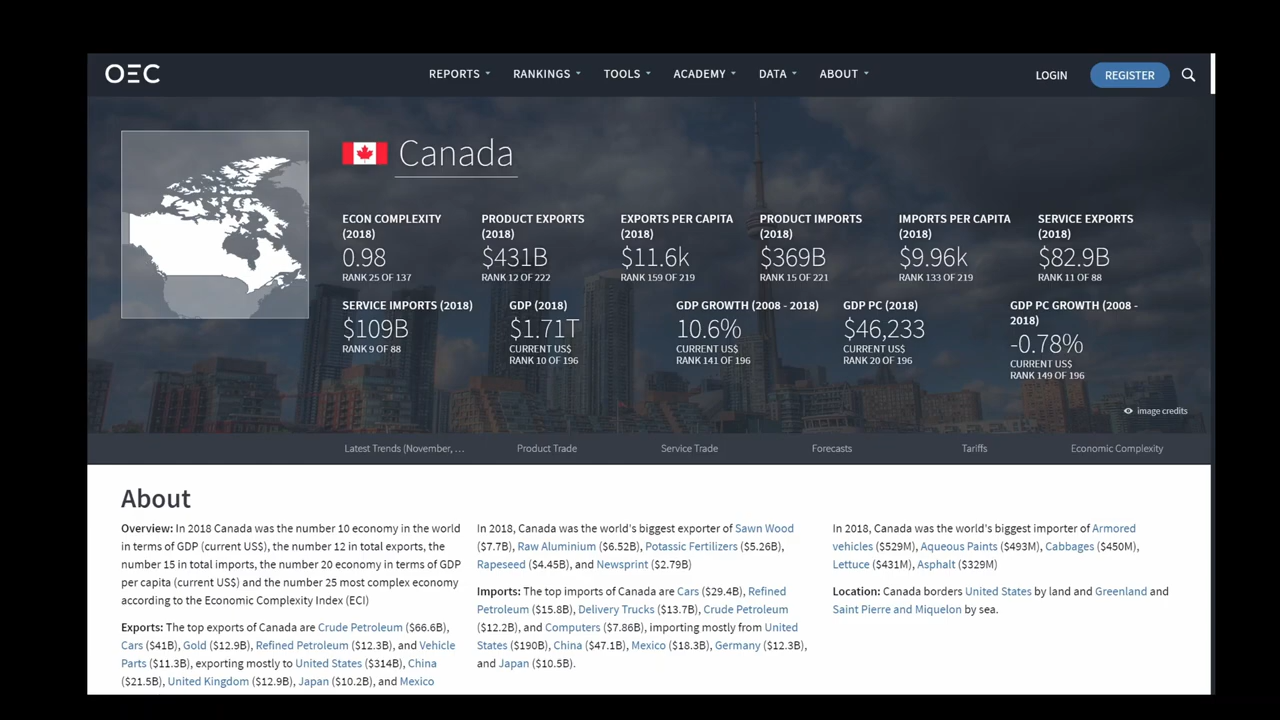 OEC
REPORTS
RANKINGS
TOOLS
ACADEMY
DATA
ABOUT
LOGIN
REGISTER
Canada
ECON COMPLEXITY
(2018)
0.98
RANK 25 OF 137
PRODUCT EXPORTS
(2018)
$431B
RANK 12 OF 222
EXPORTS PER CAPITA
(2018)
$11.6k
RANK 159 OF 219
PRODUCT IMPORTS
(2018)
$369B
RANK 15 OF 221
IMPORTS PER CAPITA
(2018)
$9.96k
RANK 133 OF 219
SERVICE EXPORTS
(2018)
$82.9B
RANK 11 OF 88
SERVICE IMPORTS (2018)
$109B
RANK 9 OF 88
GDP (2018)
$1.71T
CURRENT US$
RANK 10 OF 196
GDP GROWTH (2008 - 2018)
10.6%
CURRENT US$
RANK 141 OF 196
GDP PC (2018)
$46,233
CURRENT US$
RANK 20 OF 196
GDP PC GROWTH (2008 -
2018)
-0.78%
CURRENT US$
RANK 149 OF 196
image credits
Latest Trends (November, ...
Product Trade
Service Trade
Forecasts
Tariffs
Economic Complexity
About
Overview: In 2018 Canada was the number 10 economy in the world
in terms of GDP (current US$), the number 12 in total exports, the
number 15 in total imports, the number 20 economy in terms of GDP
per capita (current US$) and the number 25 most complex economy
according to the Economic Complexity Index (ECI)
Exports: The top exports of Canada are Crude Petroleum ($66.6B),
Cars ($41B), Gold ($12.9B), Refined Petroleum ($12.3B), and Vehicle
Parts ($11.3B), exporting mostly to United States ($314B), China
($21.5B), United Kingdom ($12.9B), Japan ($10.2B), and Mexico
In 2018, Canada was the world's biggest exporter of Sawn Wood
($7.7B), Raw Aluminium ($6.52B), Potassic Fertilizers ($5.26B),
Rapeseed ($4.45B), and Newsprint ($2.79B)
Imports: The top imports of Canada are Cars ($29.4B), Refined
Petroleum ($15.8B), Delivery Trucks ($13.7B), Crude Petroleum
($12.2B), and Computers ($7.86B), importing mostly from United
States ($190B), China ($47.1B), Mexico ($18.3B), Germany ($12.3B),
and Japan ($10.5B).
In 2018, Canada was the world's biggest importer of Armored
vehicles ($529M), Aqueous Paints ($493M), Cabbages ($450M),
Lettuce ($431M), Asphalt ($329M)
Location: Canada borders United States by land and Greenland and
Saint Pierre and Miquelon by sea.